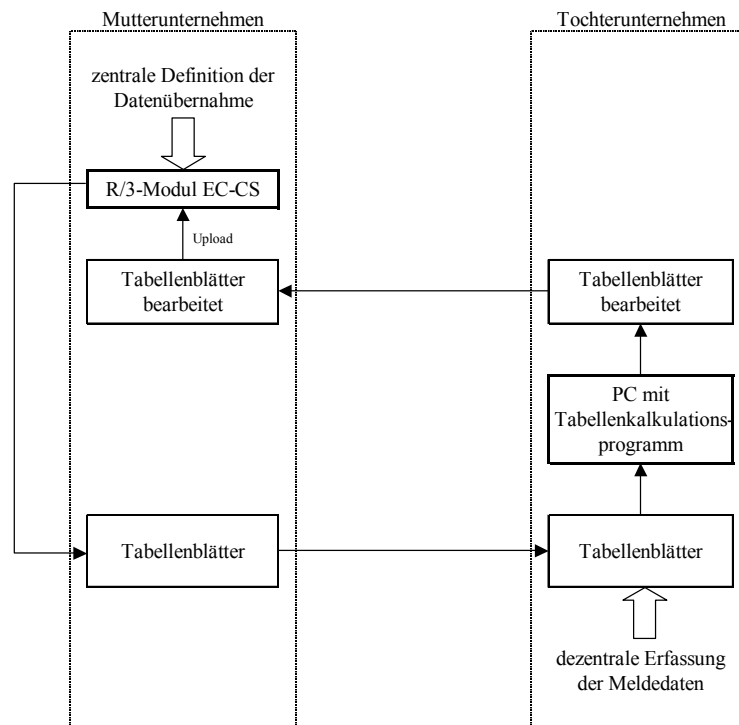 Mutterunternehmen
Tochterunternehmen
zentrale Definition der
Datenübernahme
R/3-Modul EC-CS
Upload
Tabellenblätter
bearbeitet
Tabellenblätter
bearbeitet
PC mit
Tabellenkalkulations-
programm
Tabellenblätter
Tabellenblätter
dezentrale Erfassung
der Meldedaten